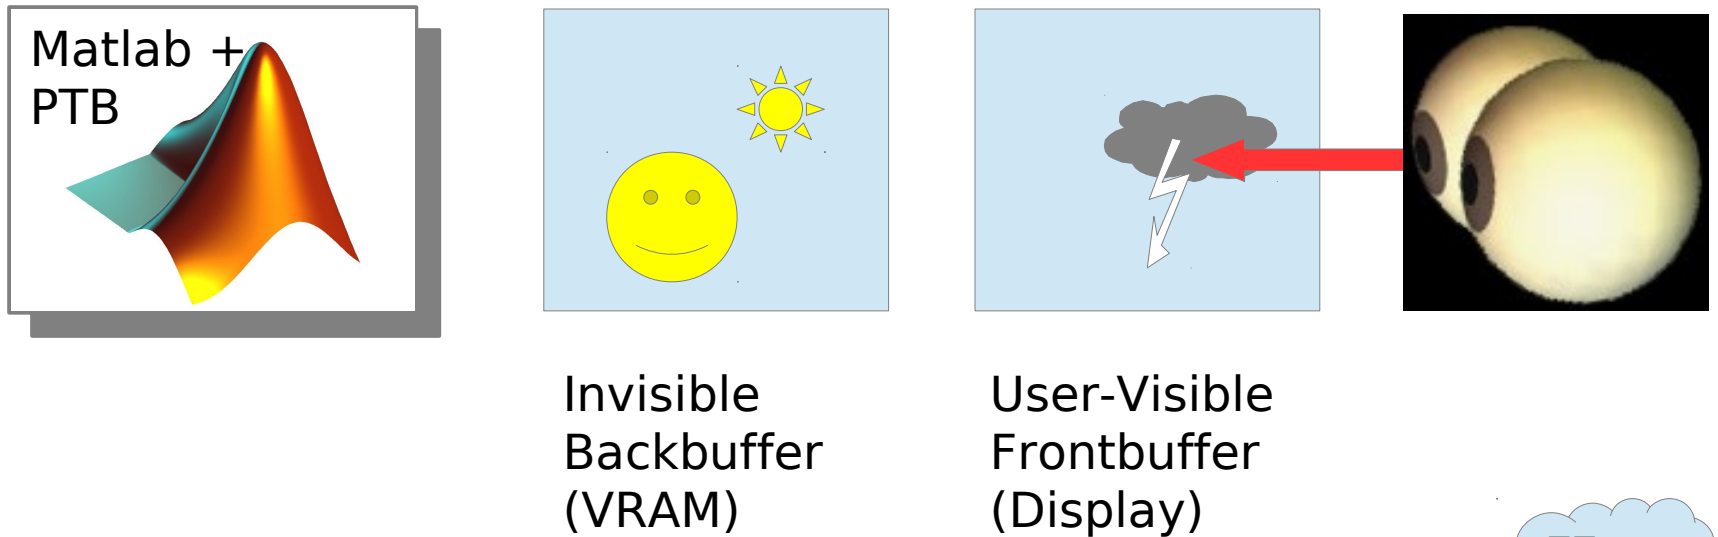 Matlab +
PTB
Invisible
Backbuffer
(VRAM)
User-Visible
Frontbuffer
(Display)